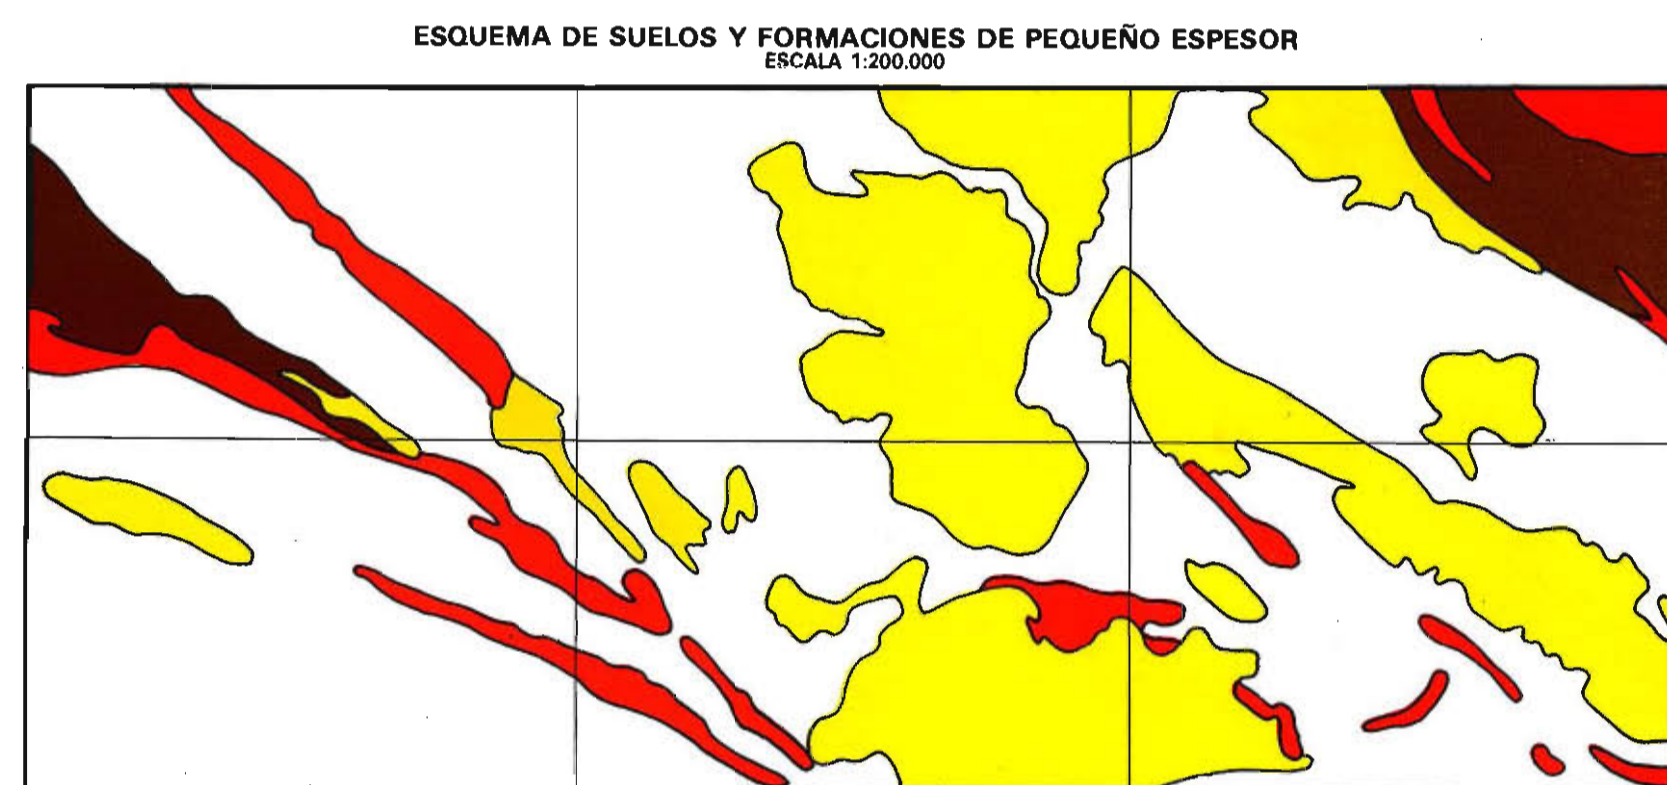 ESQUEMA DE SUELOS Y FORMACIONES DE PEQUEÑO ESPESOR
ESCALA 1:200.000